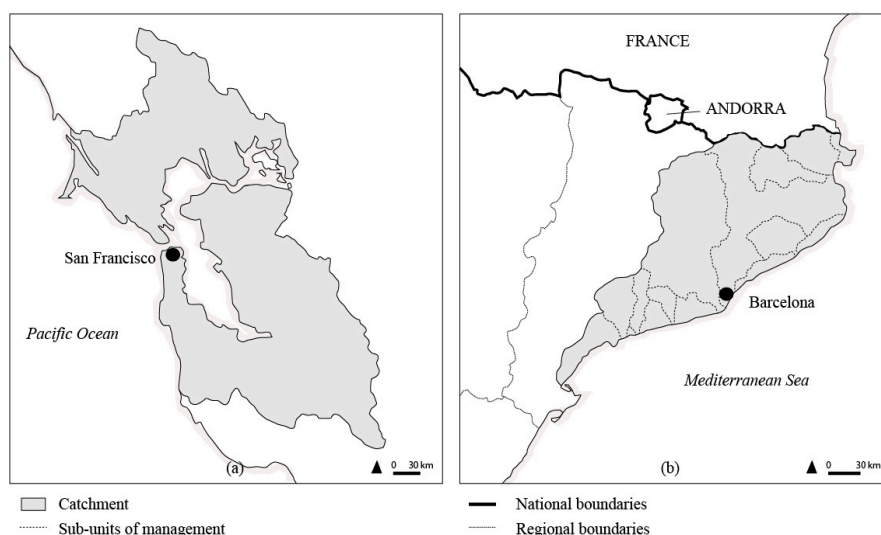 San Francisco
Pacific Ocean
(a)
0 30 km
FRANCE
ANDORRA
Barcelona
Mediterranean Sea
(b)
0 30 km
Catchment
Sub-units of management
National boundaries
Regional boundaries